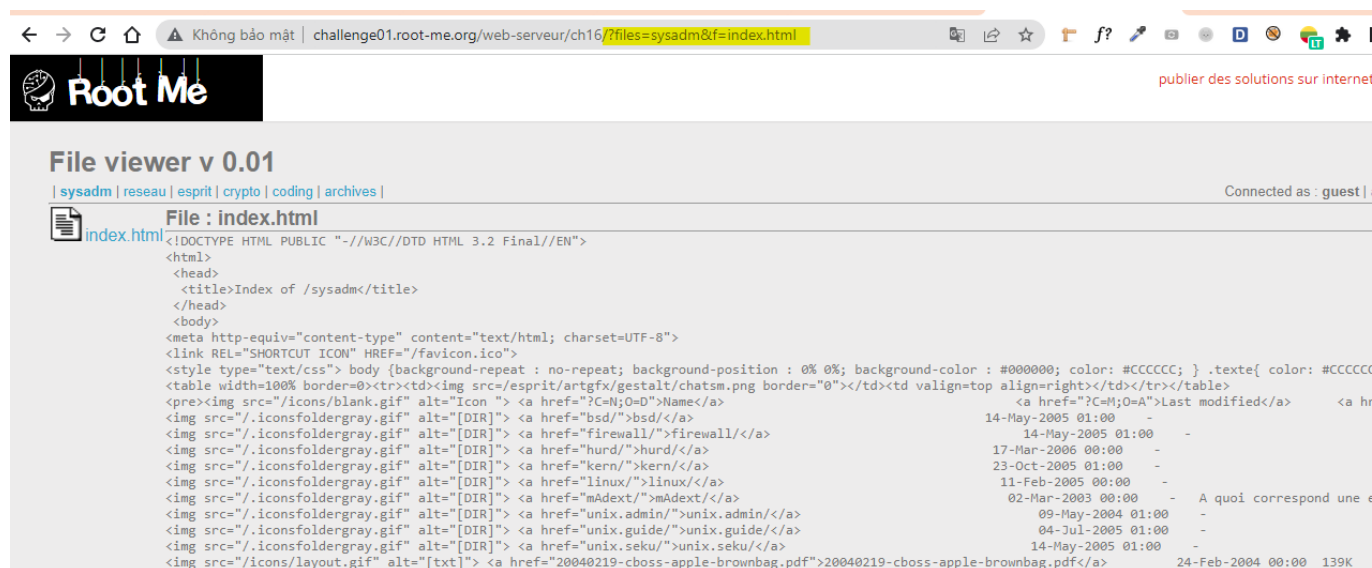 Không bảo mật | challenge01.root-me.org/web-serveur/ch16/?files=sysadm&f=index.html
f?
D
LT
Root Me
publier des solutions sur internet
File viewer v 0.01
| sysadm | reseau | esprit | crypto | coding | archives |
Connected as : guest |
index.html
File : index.html
<!DOCTYPE HTML PUBLIC "-//W3C//DTD HTML 3.2 Final//EN">
<html>
<head>
<title>Index of /sysadm</title>
</head>
<body>
<meta http-equiv="content-type" content="text/html; charset=UTF-8">
<link REL="SHORTCUT ICON" HREF="/favicon.ico">
<style type="text/css"> body {background-repeat : no-repeat; background-position : 0% 0%; background-color : #000000; color: #CCCCCC; } .texte{ color: #CCCCCC
<table width=100% border=0><tr><td><img src=/esprit/artgfx/gestalt/chatsm.png border="0"></td><td valign=top align=right></td></tr></table>
<pre><img src="/icons/blank.gif" alt="Icon "> <a href="?C=N;O=D">Name</a> <a href="?C=M;O=A">Last modified</a> <a hr
<img src="/.iconsfoldergray.gif" alt="[DIR]"> <a href="bsd/">bsd/</a> 14-May-2005 01:00 -
<img src="/.iconsfoldergray.gif" alt="[DIR]"> <a href="firewall/">firewall/</a> 14-May-2005 01:00 -
<img src="/.iconsfoldergray.gif" alt="[DIR]"> <a href="hurd/">hurd/</a> 17-Mar-2006 00:00 -
<img src="/.iconsfoldergray.gif" alt="[DIR]"> <a href="kern/">kern/</a> 23-Oct-2005 01:00 -
<img src="/.iconsfoldergray.gif" alt="[DIR]"> <a href="linux/">linux/</a> 11-Feb-2005 00:00 -
<img src="/.iconsfoldergray.gif" alt="[DIR]"> <a href="mAdext/">mAdext/</a> 02-Mar-2003 00:00 - A quoi correspond une e
<img src="/.iconsfoldergray.gif" alt="[DIR]"> <a href="unix.admin/">unix.admin/</a> 09-May-2004 01:00 -
<img src="/.iconsfoldergray.gif" alt="[DIR]"> <a href="unix.guide/">unix.guide/</a> 04-Jul-2005 01:00 -
<img src="/.iconsfoldergray.gif" alt="[DIR]"> <a href="unix.seku/">unix.seku/</a> 14-May-2005 01:00 -
<img src="/icons/layout.gif" alt="[txt]"> <a href="20040219-cboss-apple-brownbag.pdf">20040219-cboss-apple-brownbag.pdf</a> 24-Feb-2004 00:00 139K